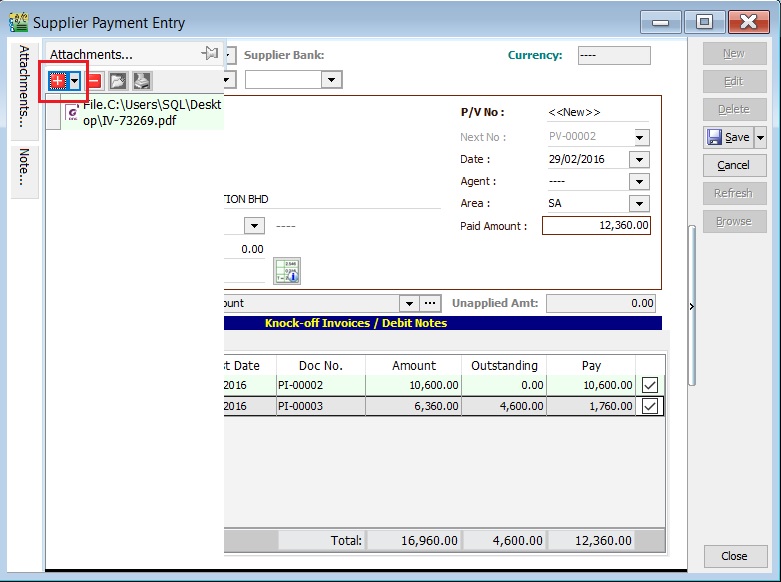 Supplier Payment Entry
Attachments...
Note...
Attachments...
File.C:\Users\SQL\Deskt
op\IV-73269.pdf
Supplier Bank:
Currency: ----
P/V No : <<New>>
Next No : PV-00002
Date : 29/02/2016
Agent : ----
Area : SA
Paid Amount : 12,360.00
TION BHD
----
0.00
ount
Unapplied Amt: 0.00
Knock-off Invoices / Debit Notes
st Date Doc No. Amount Outstanding Pay
2016 PI-00002 10,600.00 0.00 10,600.00
2016 PI-00003 6,360.00 4,600.00 1,760.00
Total: 16,960.00 4,600.00 12,360.00
New
Edit
Delete
Save
Cancel
Refresh
Browse
Close